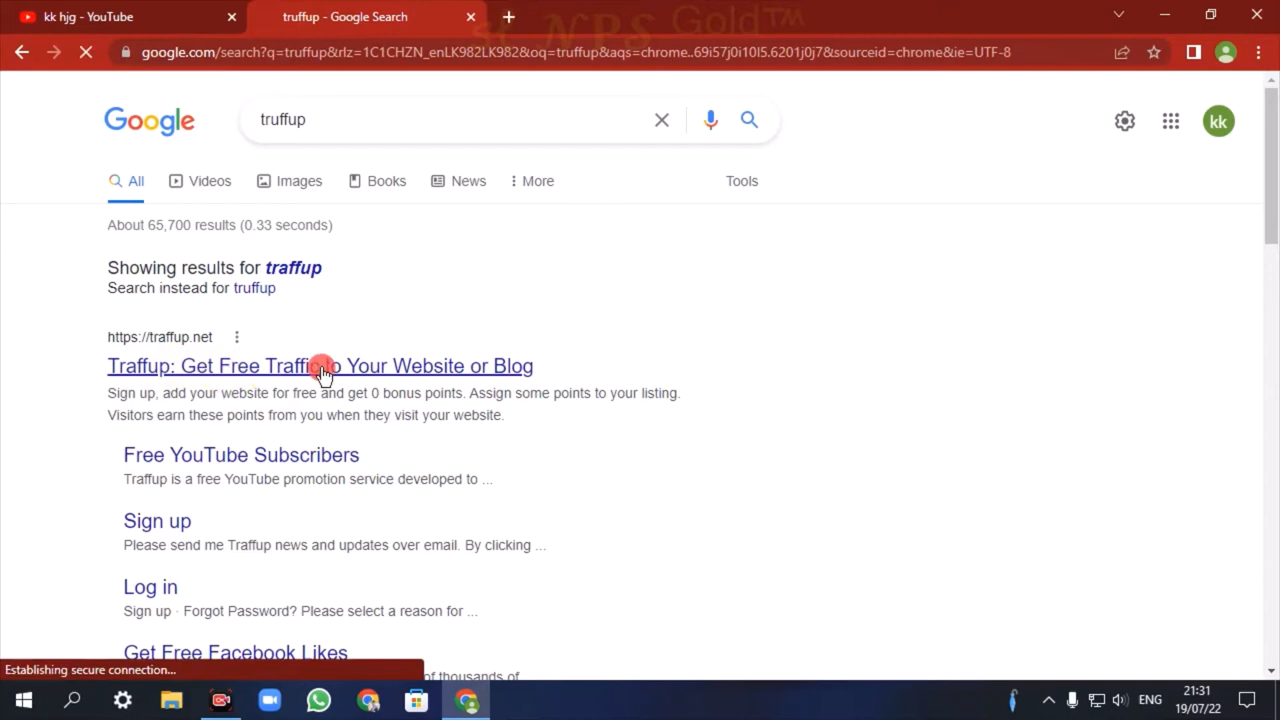 st NPS Gold™
kk hjg - YouTube
truffup - Google Search
google.com/search?q=truffup&rlz=1C1CHZN_enLK982LK982&oq=truffup&aqs=chrome..69i57j0i10l5.6201j0j7&sourceid=chrome&ie=UTF-8
Google
truffup
kk
All
Videos
Images
Books
News
More
Tools
About 65,700 results (0.33 seconds)
Showing results for traffup
Search instead for truffup
https://traffup.net
Traffup: Get Free Traffic to Your Website or Blog
Sign up, add your website for free and get 0 bonus points. Assign some points to your listing.
Visitors earn these points from you when they visit your website.
Free YouTube Subscribers
Traffup is a free YouTube promotion service developed to ...
Sign up
Please send me Traffup news and updates over email. By clicking ...
Log in
Sign up · Forgot Password? Please select a reason for ...
Get Free Facebook Likes
of thousands of
Establishing secure connection...
ENG
21:31
19/07/22